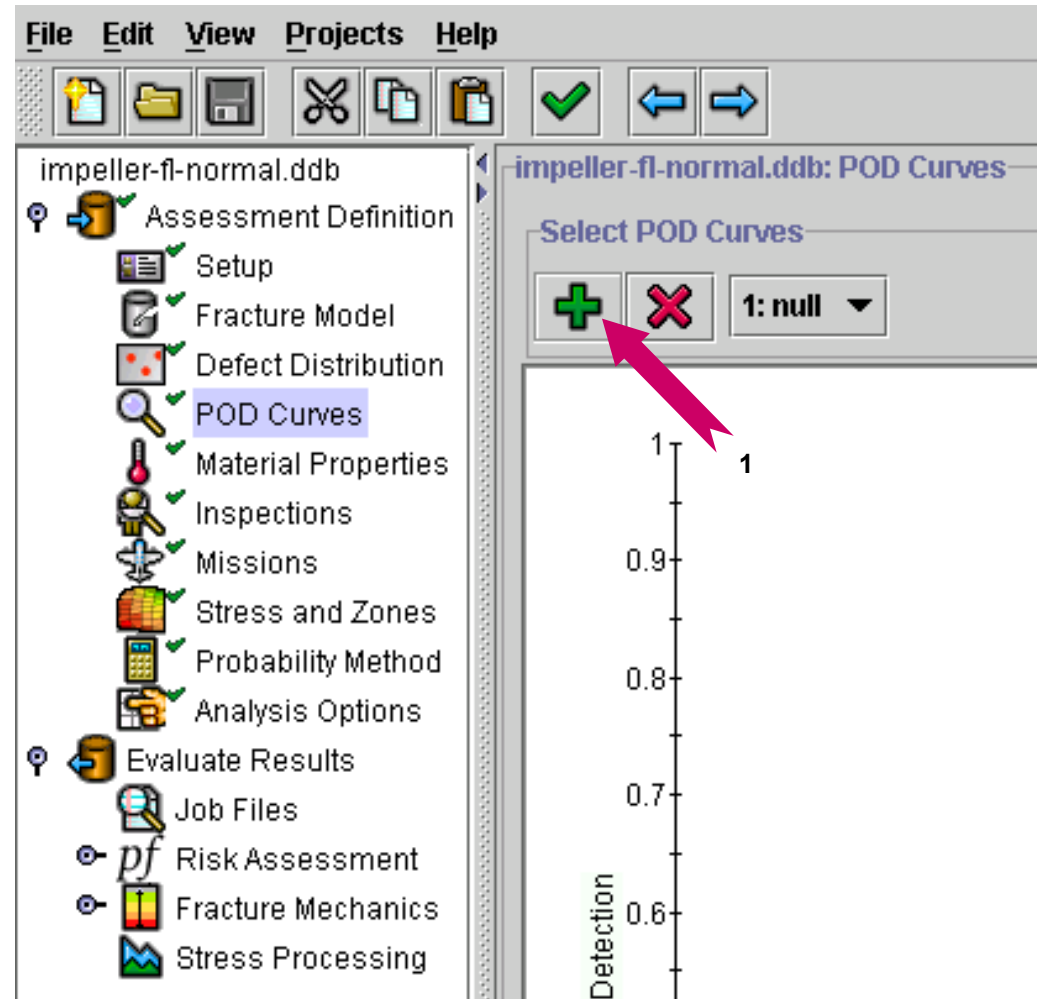 File Edit View Projects Help
impeller-fl-normal.ddb
Assessment Definition
Setup
Fracture Model
Defect Distribution
POD Curves
Material Properties
Inspections
Missions
Stress and Zones
Probability Method
Analysis Options
Evaluate Results
Job Files
pf Risk Assessment
Fracture Mechanics
Stress Processing
impeller-fl-normal.ddb: POD Curves
Select POD Curves
1: null
1
1
0.9
0.8
0.7
0.6
Detection